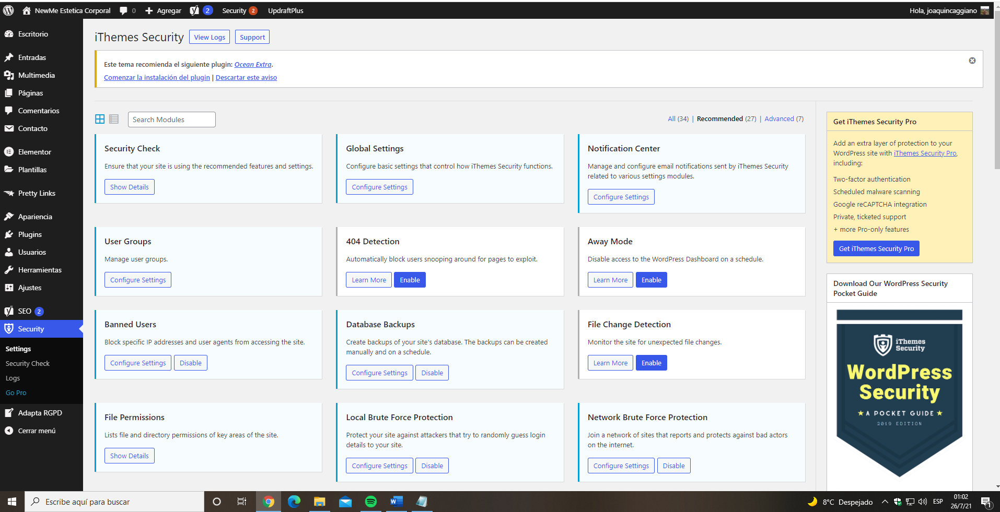 NewMe Estetica Corporal
0
Agregar
2
Security 2
UpdraftPlus
Hola, joaquincaggiano
Escritorio
Entradas
Multimedia
Páginas
Comentarios
Contacto
Elementor
Plantillas
Pretty Links
Apariencia
Plugins
Usuarios
Herramientas
Ajustes
SEO 2
Security
Settings
Security Check
Logs
Go Pro
Adapta RGPD
Cerrar menú
iThemes Security
View Logs
Support
Este tema recomienda el siguiente plugin: Ocean Extra.
Comenzar la instalación del plugin | Descartar este aviso
Search Modules
All (34) | Recommended (27) | Advanced (7)
Security Check
Ensure that your site is using the recommended features and settings.
Show Details
Global Settings
Configure basic settings that control how iThemes Security functions.
Configure Settings
Notification Center
Manage and configure email notifications sent by iThemes Security
related to various settings modules.
Configure Settings
User Groups
Manage user groups.
Configure Settings
404 Detection
Automatically block users snooping around for pages to exploit.
Learn More
Enable
Away Mode
Disable access to the WordPress Dashboard on a schedule.
Learn More
Enable
Banned Users
Block specific IP addresses and user agents from accessing the site.
Configure Settings
Disable
Database Backups
Create backups of your site's database. The backups can be created
manually and on a schedule.
Configure Settings
Disable
File Change Detection
Monitor the site for unexpected file changes.
Learn More
Enable
File Permissions
Lists file and directory permissions of key areas of the site.
Show Details
Local Brute Force Protection
Protect your site against attackers that try to randomly guess login
details to your site.
Configure Settings
Disable
Network Brute Force Protection
Join a network of sites that reports and protects against bad actors
on the internet.
Configure Settings
Disable
Get iThemes Security Pro
Add an extra layer of protection to your
WordPress site with iThemes Security Pro,
including:
Two-factor authentication
Scheduled malware scanning
Google reCAPTCHA integration
Private, ticketed support
+ more Pro-only features
Get iThemes Security Pro
Download Our WordPress Security
Pocket Guide
iThemes
Security
WordPress
Security
A POCKET GUIDE
2019 EDITION
Escribe aquí para buscar
8°C Despejado
ESP
01:02
26/7/21
1